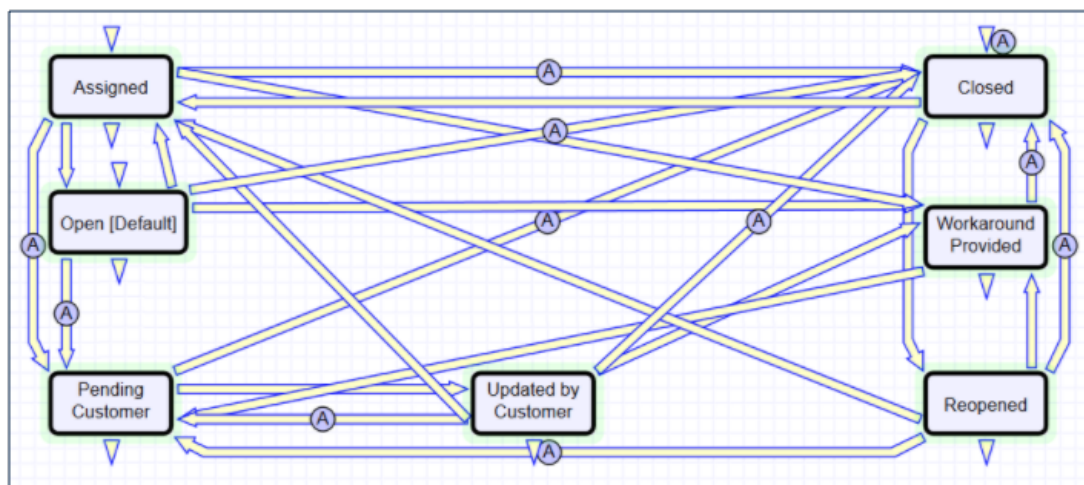 A
Assigned
A
Closed
A
Open [Default]
A
A
A
Workaround
Provided
A
A
A
Pending
Customer
Updated by
Customer
A
Reopened
A